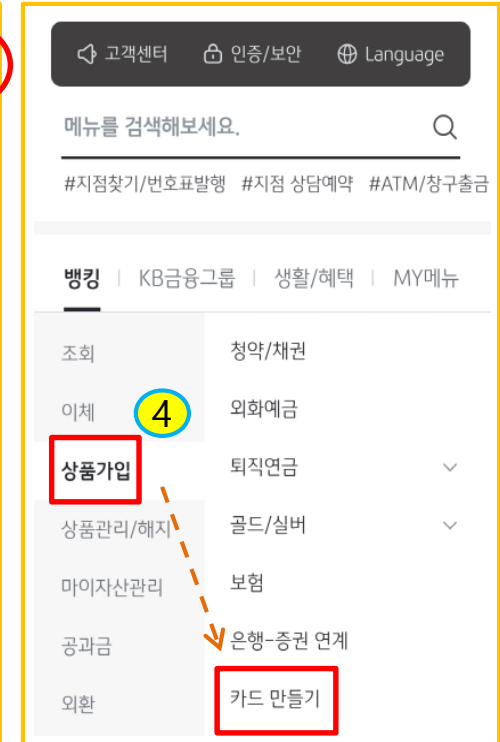 고객센터 인증/보안 Language
메뉴를 검색해보세요.
#지점찾기/번호표발행 #지점 상담예약 #ATM/창구출금
뱅킹 KB금융그룹 생활/혜택 MY메뉴
조회 청약/채권
이체 4 외화예금
상품가입 퇴직연금
상품관리/해지 골드/실버
마이자산관리 보험
공과금 은행-증권 연계
외환 카드 만들기